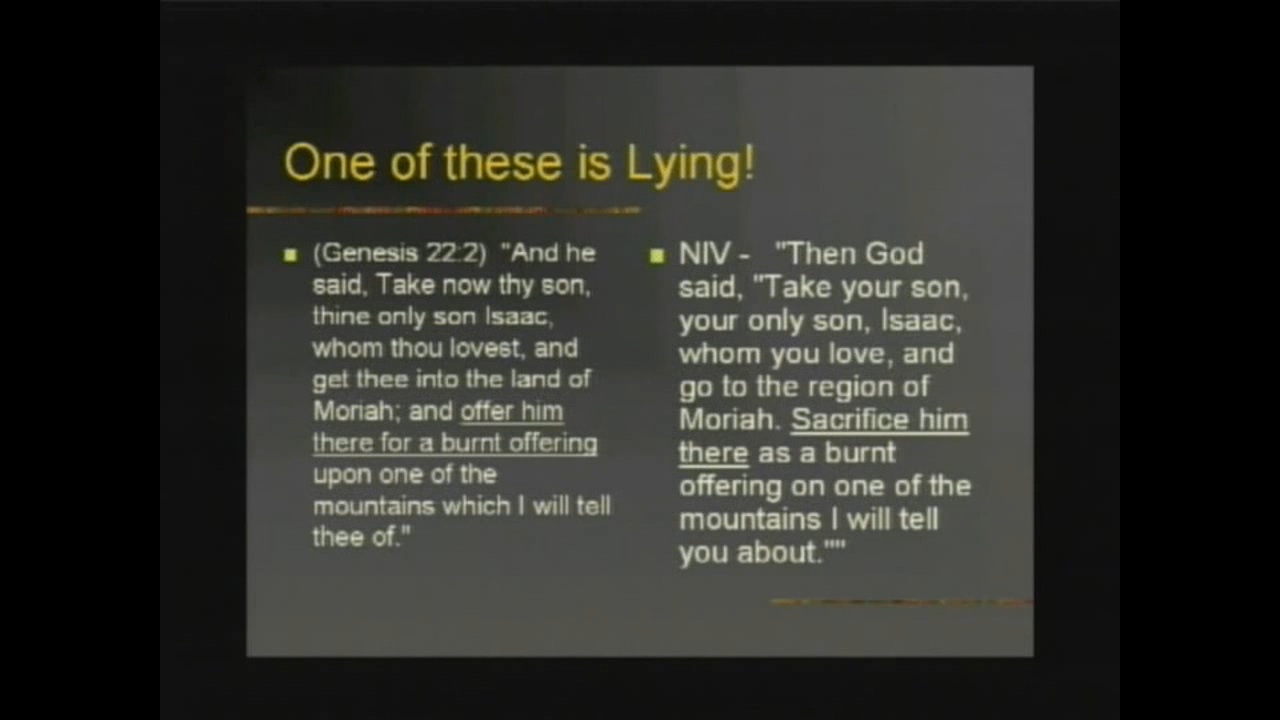 One of these is Lying!
(Genesis 22:2) "And he
said, Take now thy son,
thine only son Isaac,
whom thou lovest, and
get thee into the land of
Moriah; and offer him
there for a burnt offering
upon one of the
mountains which I will tell
thee of."
NIV - "Then God
said, "Take your son,
your only son, Isaac,
whom you love, and
go to the region of
Moriah. Sacrifice him
there as a burnt
offering on one of the
mountains I will tell
you about.""